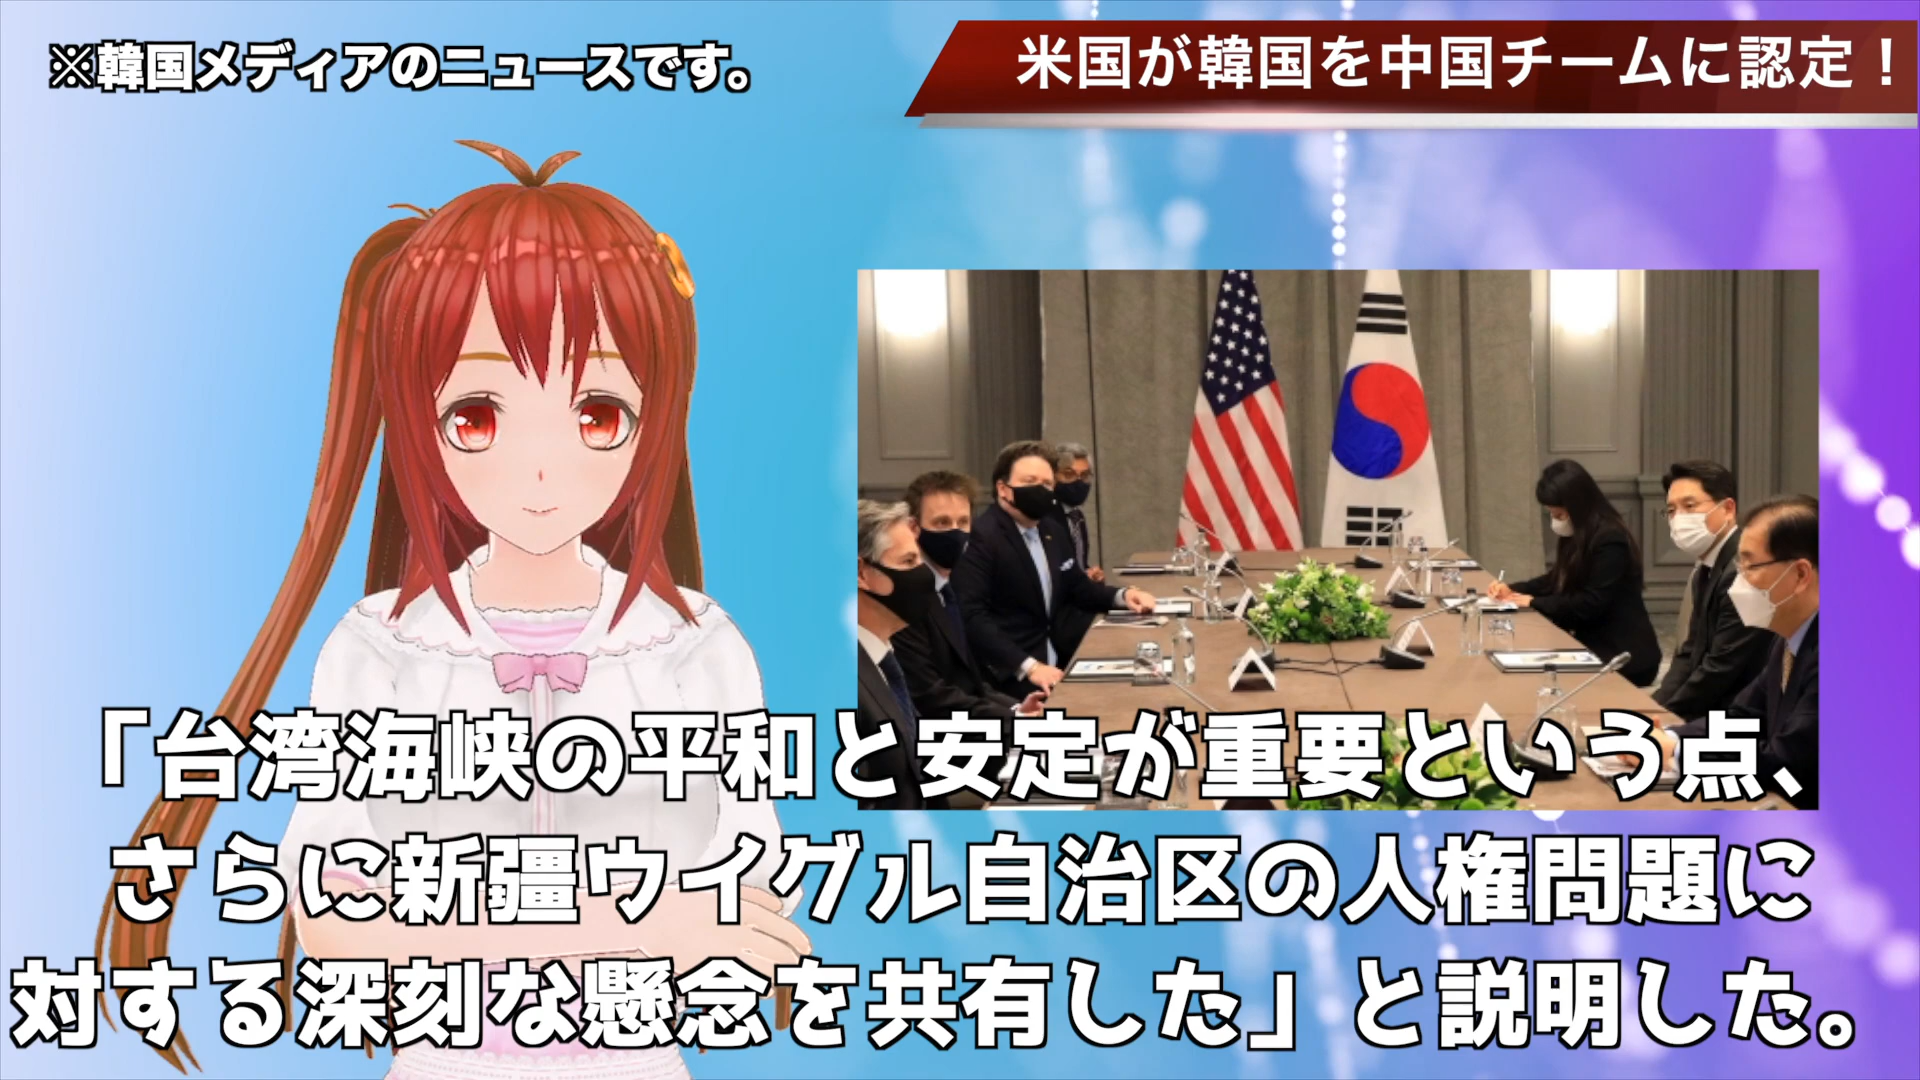 ※韓国メディアのニュースです。
米国が韓国を中国チームに認定！
「台湾海峡の平和と安定が重要という点、
さらに新疆ウイグル自治区の人権問題に
対する深刻な懸念を共有した」と説明した。